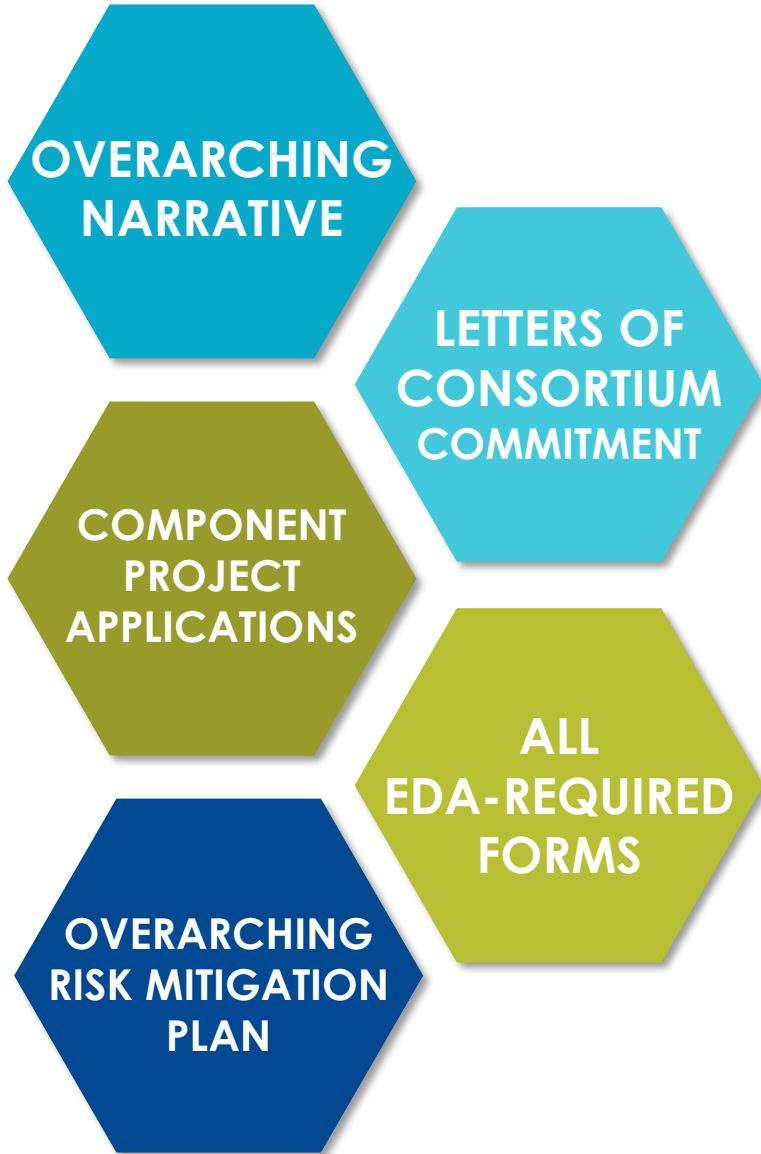 OVERARCHING
NARRATIVE
LETTERS OF
CONSORTIUM
COMMITMENT
COMPONENT
PROJECT
APPLICATIONS
ALL
EDA-REQUIRED
FORMS
OVERARCHING
RISK MITIGATION
PLAN